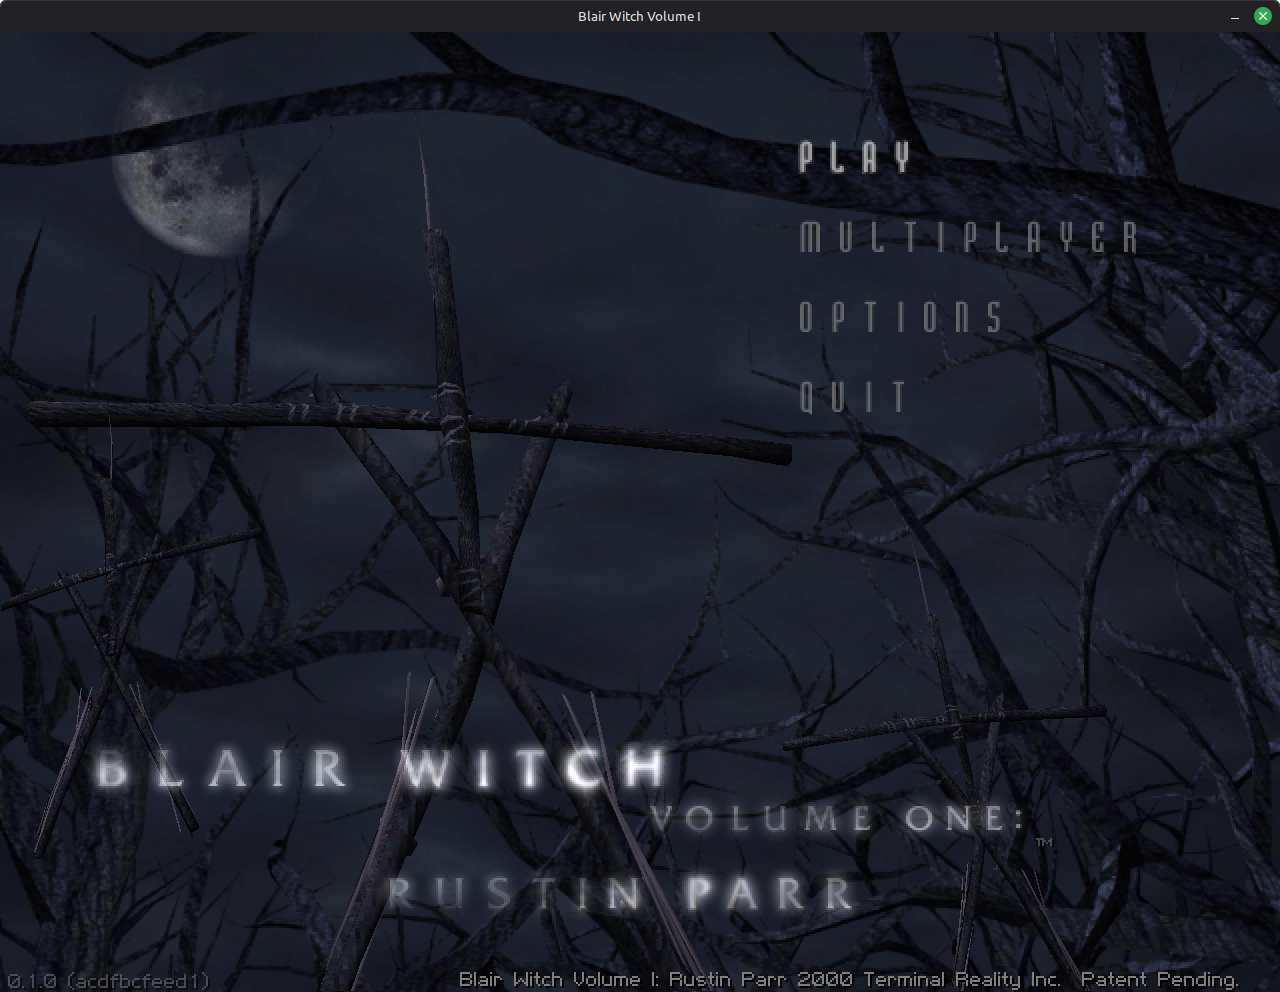 Blair Witch Volume I
PLAY
MULTIPLAYER
OPTIONS
QUIT
BLAIR WITCH
VOLUME ONE:
TM
RUSTIN PARR
0.1.0 (acdfbcfeed1)
Blair Witch Volume I: Rustin Parr 2000 Terminal Reality Inc. Patent Pending.